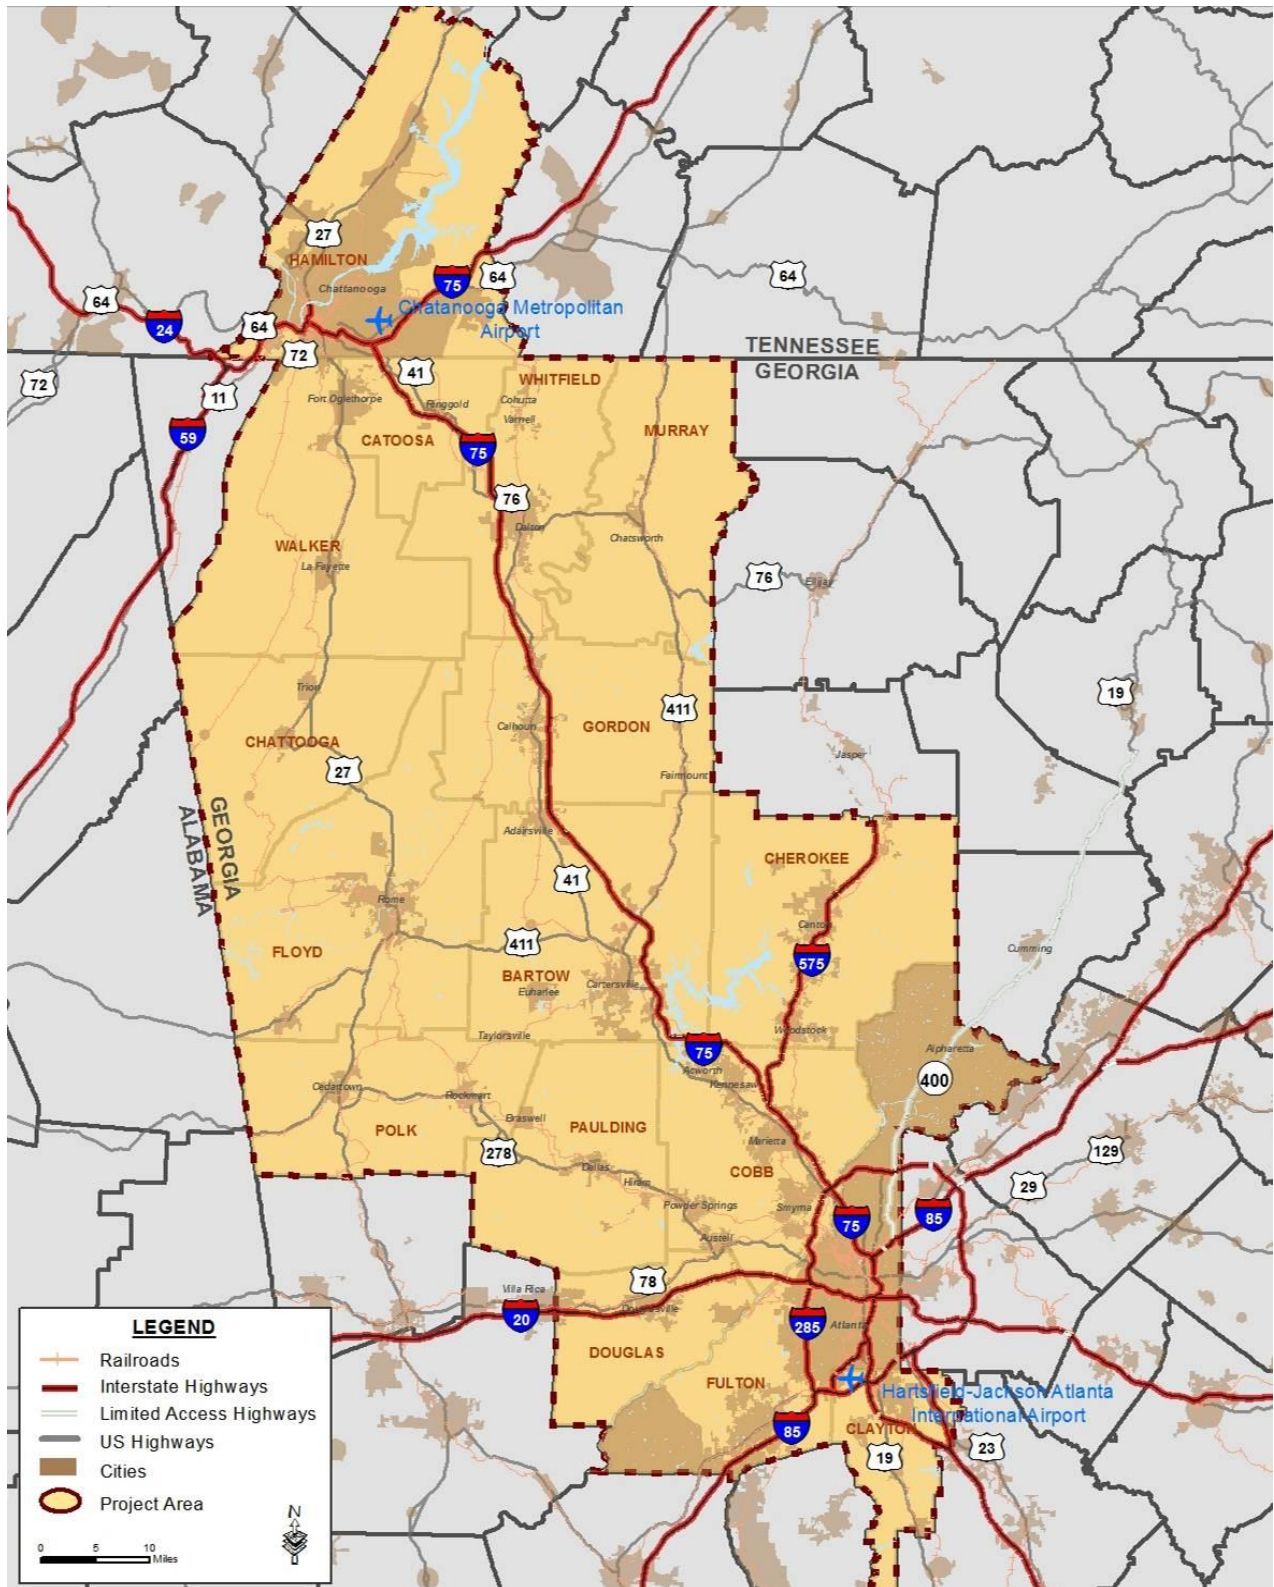 27
HAMILTON
Chattanooga
75
64
64
Chatanooga Metropolitan
Airport
64
24
64
72
72
11
59
41
TENNESSEE
GEORGIA
WHITFIELD
Fort Oglethorpe
Ringgold
Cohutta
Varnell
CATOOSA
MURRAY
75
76
Dalton
Chatsworth
WALKER
La Fayette
76
Ellijay
Trion
19
411
CHATTOOGA
Calhoun
GORDON
27
Jasper
Fairmount
GEORGIA
ALABAMA
Adairsville
CHEROKEE
41
Rome
Canton
FLOYD
411
575
Cumming
BARTOW
Euharlee
Cartersville
Taylorsville
Woodstock
75
Alpharetta
Acworth
Kennesaw
400
Cedartown
Rockmart
Braswell
POLK
PAULDING
278
Marietta
129
Dallas
COBB
Hiram
29
Powder Springs
Smyrna
75
85
Austell
78
Villa Rica
20
Douglasville
285
Atlanta
DOUGLAS
FULTON
Hartsfield-Jackson Atlanta
International Airport
85
CLAYTON
19
23
LEGEND
Railroads
Interstate Highways
Limited Access Highways
US Highways
Cities
Project Area
N
0 5 10
Miles